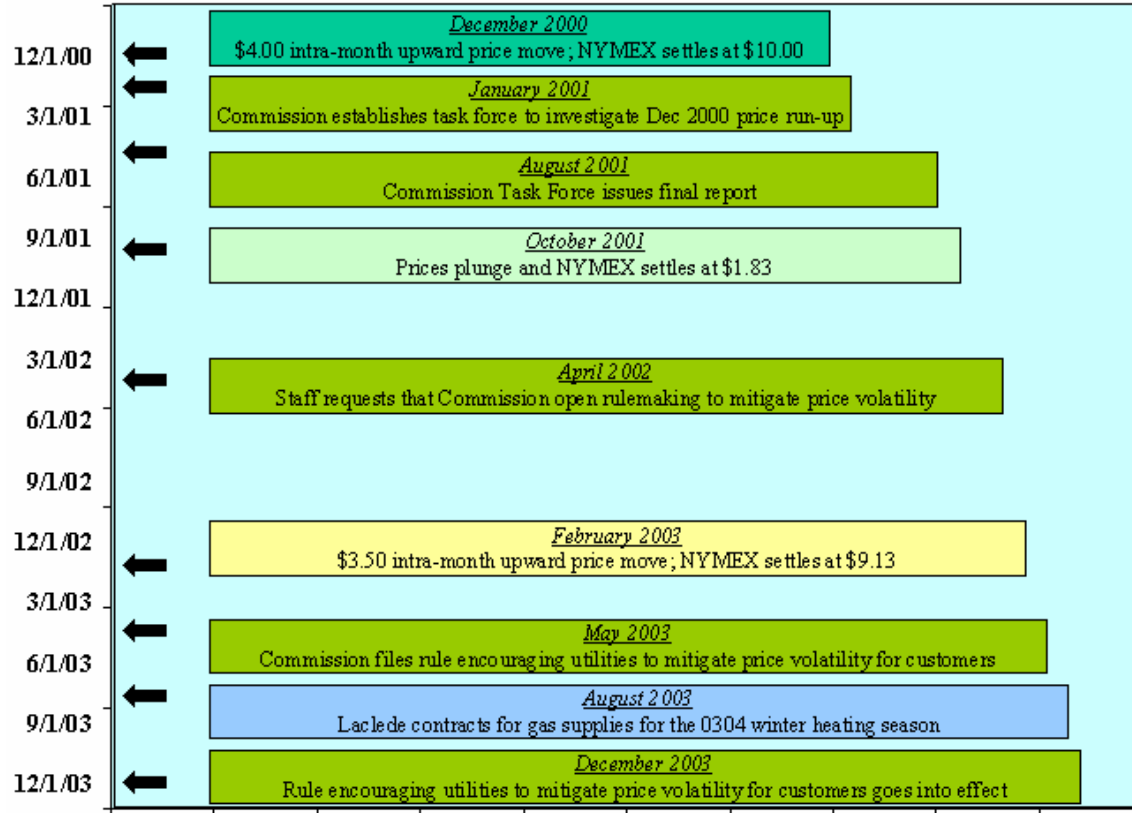 12/1/00
3/1/01
6/1/01
9/1/01
12/1/01
3/1/02
6/1/02
9/1/02
12/1/02
3/1/03
6/1/03
9/1/03
12/1/03
December 2000
$4.00 intra-month upward price move; NYMEX settles at $10.00
January 2001
Commission establishes task force to investigate Dec 2000 price run-up
August 2001
Commission Task Force issues final report
October 2001
Prices plunge and NYMEX settles at $1.83
April 2002
Staff requests that Commission open rulemaking to mitigate price volatility
February 2003
$3.50 intra-month upward price move; NYMEX settles at $9.13
May 2003
Commission files rule encouraging utilities to mitigate price volatility for customers
August 2003
Laclede contracts for gas supplies for the 0304 winter heating season
December 2003
Rule encouraging utilities to mitigate price volatility for customers goes into effect